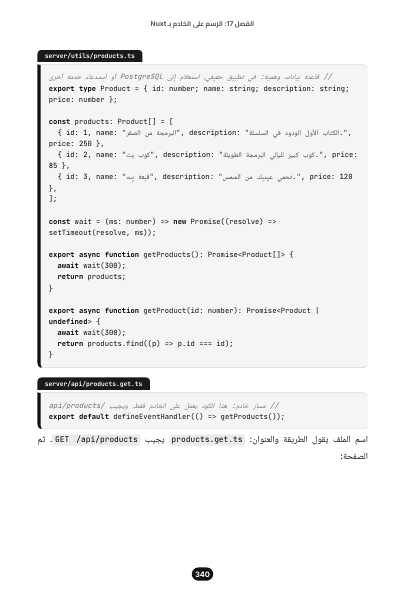 الفصل 17: الرسم على الخادم بـ Nuxt
server/utils/products.ts
// قاعدة بيانات وهمية: في تطبيق حقيقي، استعلام إلى PostgreSQL أو استدعاء خدمة أخرى
export type Product = { id: number; name: string; description: string;
price: number };
const products: Product[] = [
{ id: 1, name: "البرمجة من الصفر", description: "الكتاب الأول الودود في السلسلة.",
price: 250 },
{ id: 2, name: "كوب بِت", description: "كوب كبير لليالي البرمجة الطويلة.", price:
85 },
{ id: 3, name: "قبعة بِت", description: "تحمي عينيك من الشمس.", price: 120
},
];
const wait = (ms: number) => new Promise((resolve) =>
setTimeout(resolve, ms));
export async function getProducts(): Promise<Product[]> {
await wait(300);
return products;
}
export async function getProduct(id: number): Promise<Product |
undefined> {
await wait(300);
return products.find((p) => p.id === id);
}
server/api/products.get.ts
// مسار خادم: هذا الكود يعمل على الخادم فقط، ويجيب /api/products
export default defineEventHandler(() => getProducts());
اسم الملف يقول الطريقة والعنوان: products.get.ts يجيب GET /api/products. ثم
الصفحة:
340